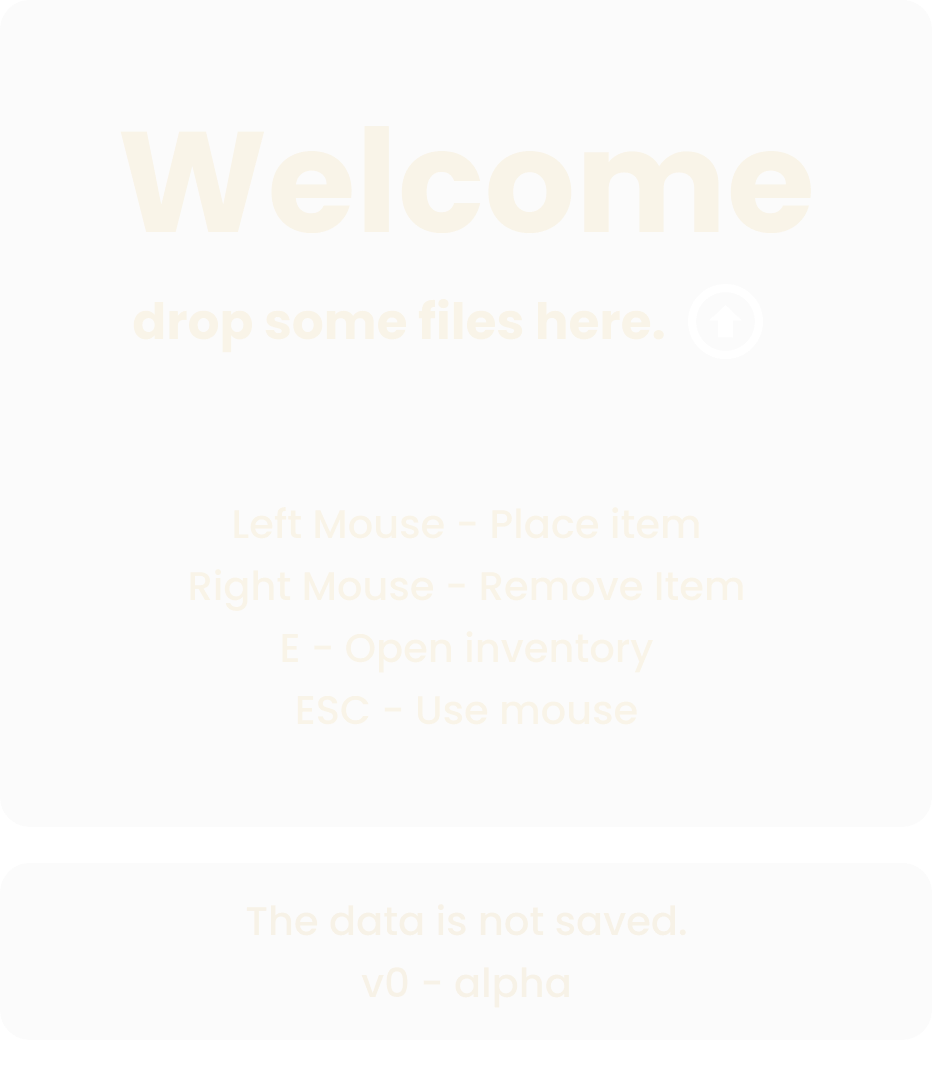 Welcome
drop some files here.
Left Mouse - Place item
Right Mouse - Remove Item
E - Open inventory
ESC - Use mouse
The data is not saved.
v0 - alpha